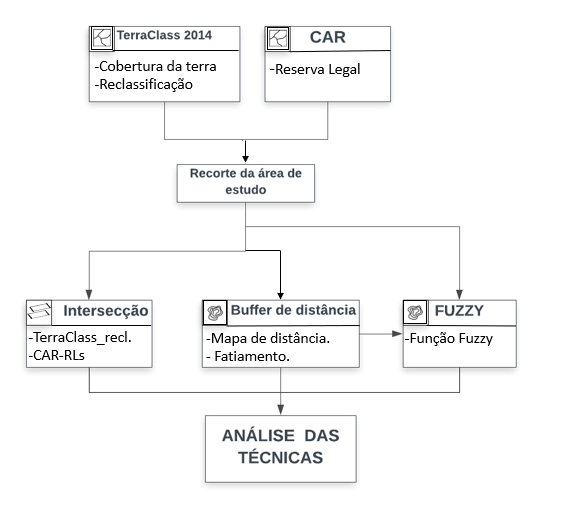 TerraClass 2014
-Cobertura da terra
-Reclassificação
CAR
-Reserva Legal
Recorte da área de
estudo
Intersecção
-TerraClass_recl.
-CAR-RLs
Buffer de distância
-Mapa de distância.
- Fatiamento.
FUZZY
-Função Fuzzy
ANÁLISE DAS
TÉCNICAS